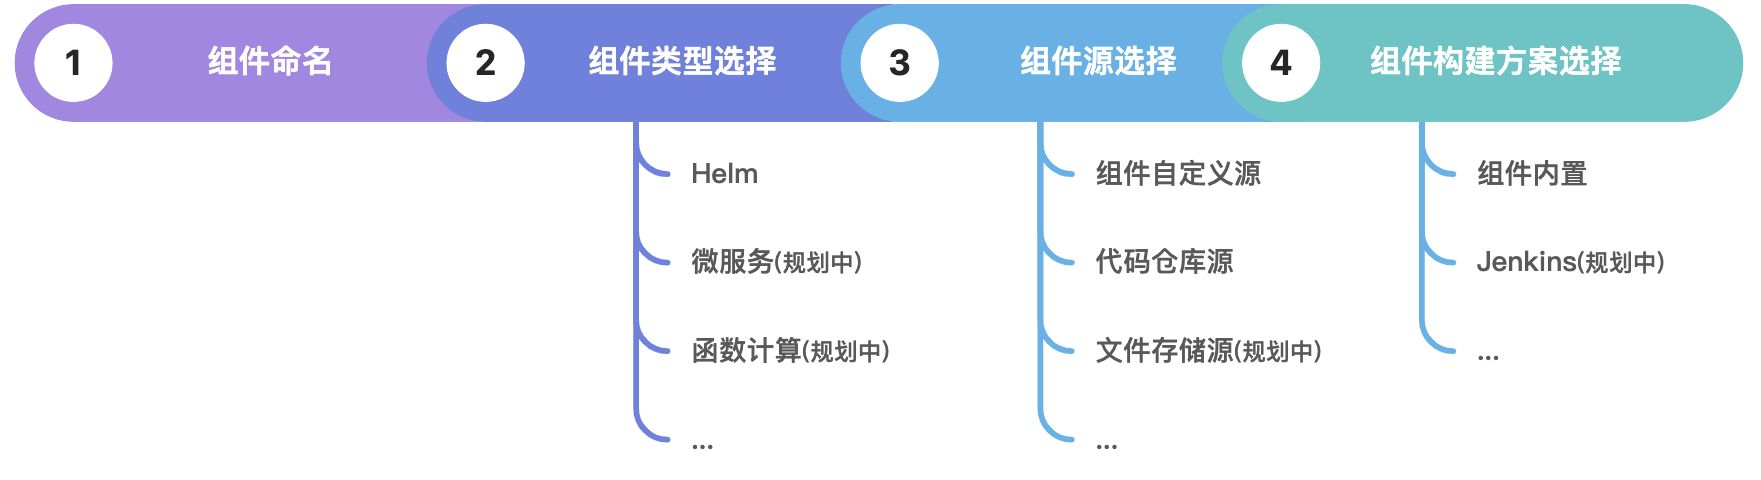 1 组件命名
2 组件类型选择
3 组件源选择
4 组件构建方案选择
Helm
微服务(规划中)
函数计算(规划中)
...
组件自定义源
代码仓库源
文件存储源(规划中)
...
组件内置
Jenkins(规划中)
...